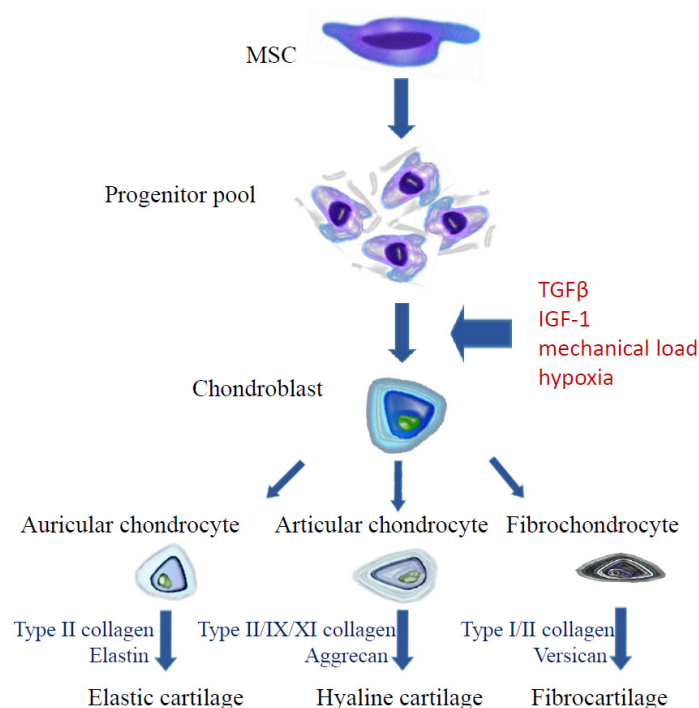 MSC
Progenitor pool
TGFβ
IGF-1
mechanical load
hypoxia
Chondroblast
Auricular chondrocyte
Articular chondrocyte
Fibrochondrocyte
Type II collagen
Elastin
Type II/IX/XI collagen
Aggrecan
Type I/II collagen
Versican
Elastic cartilage
Hyaline cartilage
Fibrocartilage